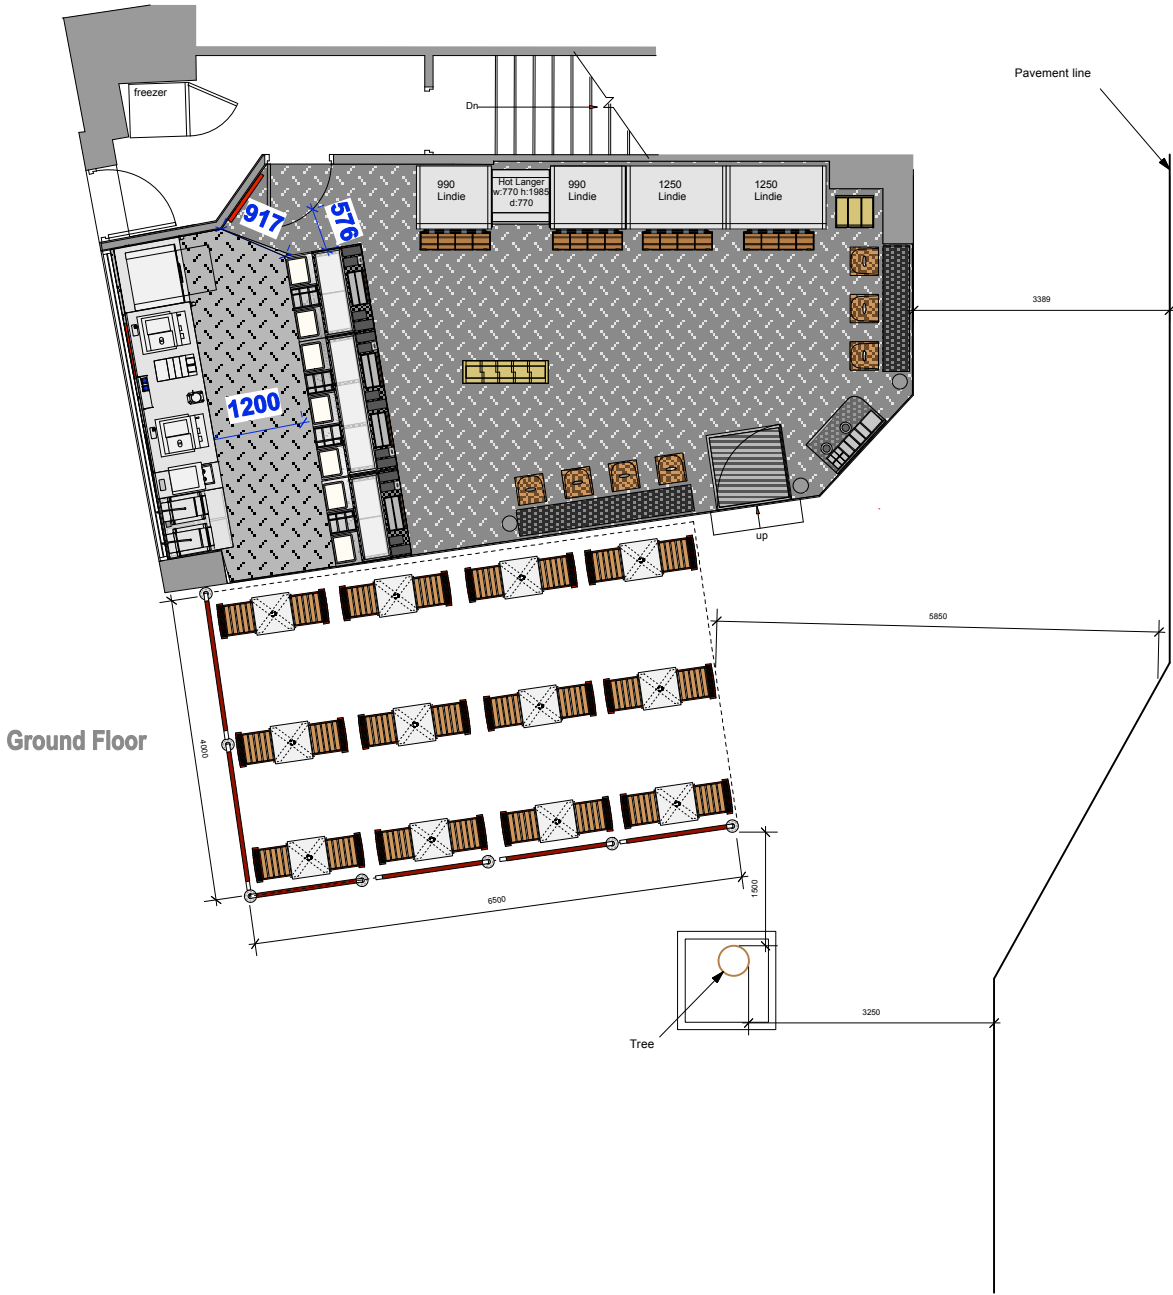 Pavement line
freezer
Dn
990
Lindie
Hot Langer
w:770 h:1985
d:770
990
Lindie
1250
Lindie
1250
Lindie
917
576
3389
1200
up
5850
Ground Floor
4000
6500
1500
3250
Tree